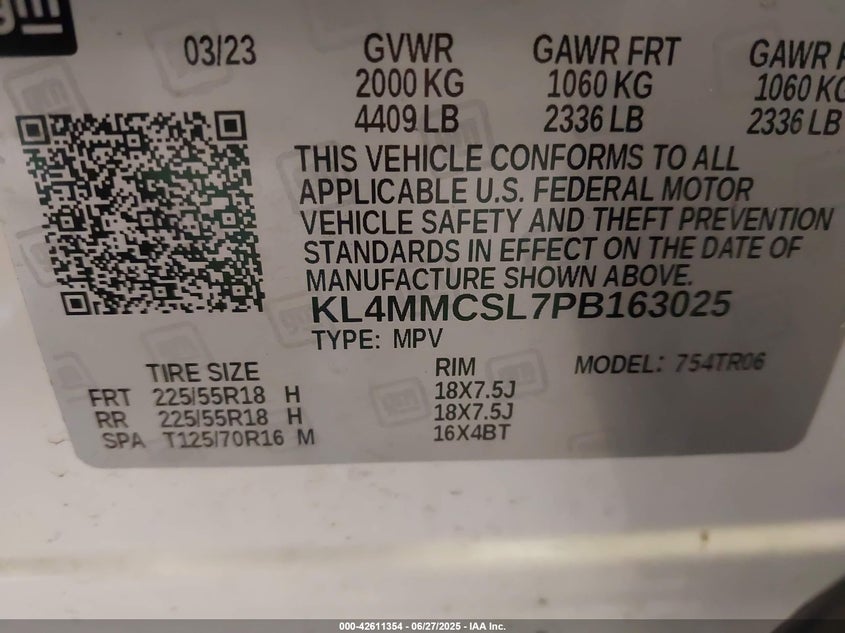 gm
03/23 GVWR GAWR FRT GAWR
2000 KG 1060 KG 1060 KG
4409 LB 2336 LB 2336 LB
THIS VEHICLE CONFORMS TO ALL
APPLICABLE U.S. FEDERAL MOTOR
VEHICLE SAFETY AND THEFT PREVENTION
STANDARDS IN EFFECT ON THE DATE OF
MANUFACTURE SHOWN ABOVE.
KL4MMCSL7PB163025
TYPE: MPV
TIRE SIZE RIM MODEL: 754TR06
FRT 225/55R18 H 18X7.5J
RR 225/55R18 H 18X7.5J
SPA T125/70R16 M 16X4BT
000-42611354 / 06/27/2025 – IAA Inc.